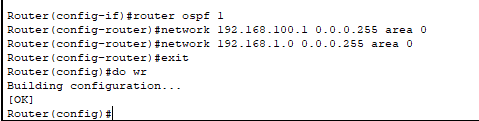 Router(config-if)#router ospf 1
Router(config-router)#network 192.168.100.1 0.0.0.255 area 0
Router(config-router)#network 192.168.1.0 0.0.0.255 area 0
Router(config-router)#exit
Router(config)#do wr
Building configuration...
[OK]
Router(config)#